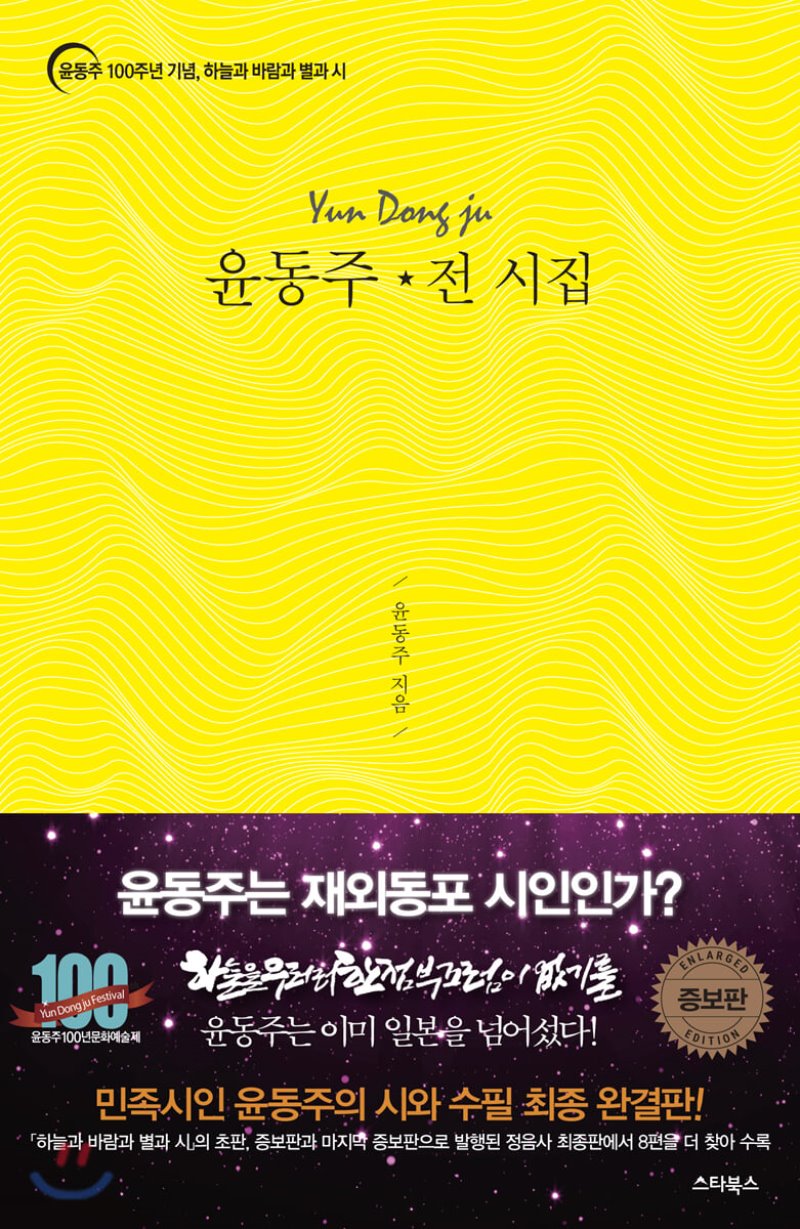 윤동주 100주년 기념, 하늘과 바람과 별과 시
Yun Dong ju
윤동주 ★ 전 시집
/ 윤동주 지음 /
윤동주는 재외동포 시인인가?
하늘을 우러러 한 점 부끄럼이 없기를
윤동주는 이미 일본을 넘어섰다!
100
Yun Dong ju Festival
윤동주100년문화예술제
ENLARGED
증보판
EDITION
민족시인 윤동주의 시와 수필 최종 완결판!
「하늘과 바람과 별과 시」의 초판, 증보판과 마지막 증보판으로 발행된 정음사 최종판에서 8편을 더 찾아 수록
스타북스